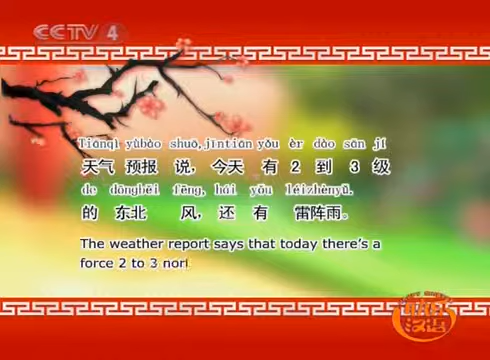 CCTV 4
Tiānqì yùbào shuō, jīntiān yǒu èr dào sān jí
天气 预报 说, 今天 有 2 到 3 级
de dōngběi fēng, hái yǒu léizhènyǔ.
的 东北 风, 还 有 雷阵雨。
The weather report says that today there's a
force 2 to 3 nor
汉语